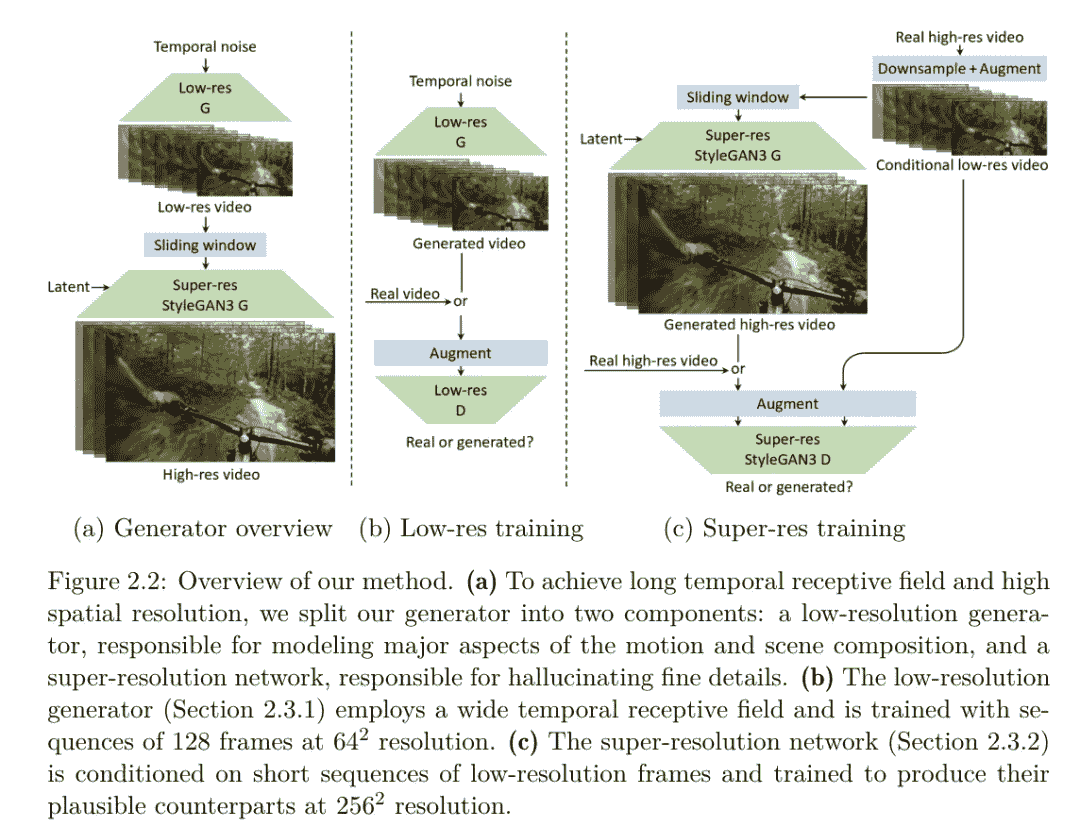 Temporal noise
Low-res
G
Low-res video
Sliding window
Latent
Super-res
StyleGAN3 G
High-res video
Temporal noise
Low-res
G
Generated video
Real video
or
Augment
Low-res
D
Real or generated?
Real high-res video
Downsample + Augment
Sliding window
Conditional low-res video
Latent
Super-res
StyleGAN3 G
Generated high-res video
Real high-res video
or
Augment
Super-res
StyleGAN3 D
Real or generated?
(a) Generator overview
(b) Low-res training
(c) Super-res training
Figure 2.2: Overview of our method. (a) To achieve long temporal receptive field and high
spatial resolution, we split our generator into two components: a low-resolution genera-
tor, responsible for modeling major aspects of the motion and scene composition, and a
super-resolution network, responsible for hallucinating fine details. (b) The low-resolution
generator (Section 2.3.1) employs a wide temporal receptive field and is trained with se-
quences of 128 frames at 64² resolution. (c) The super-resolution network (Section 2.3.2)
is conditioned on short sequences of low-resolution frames and trained to produce their
plausible counterparts at 256² resolution.